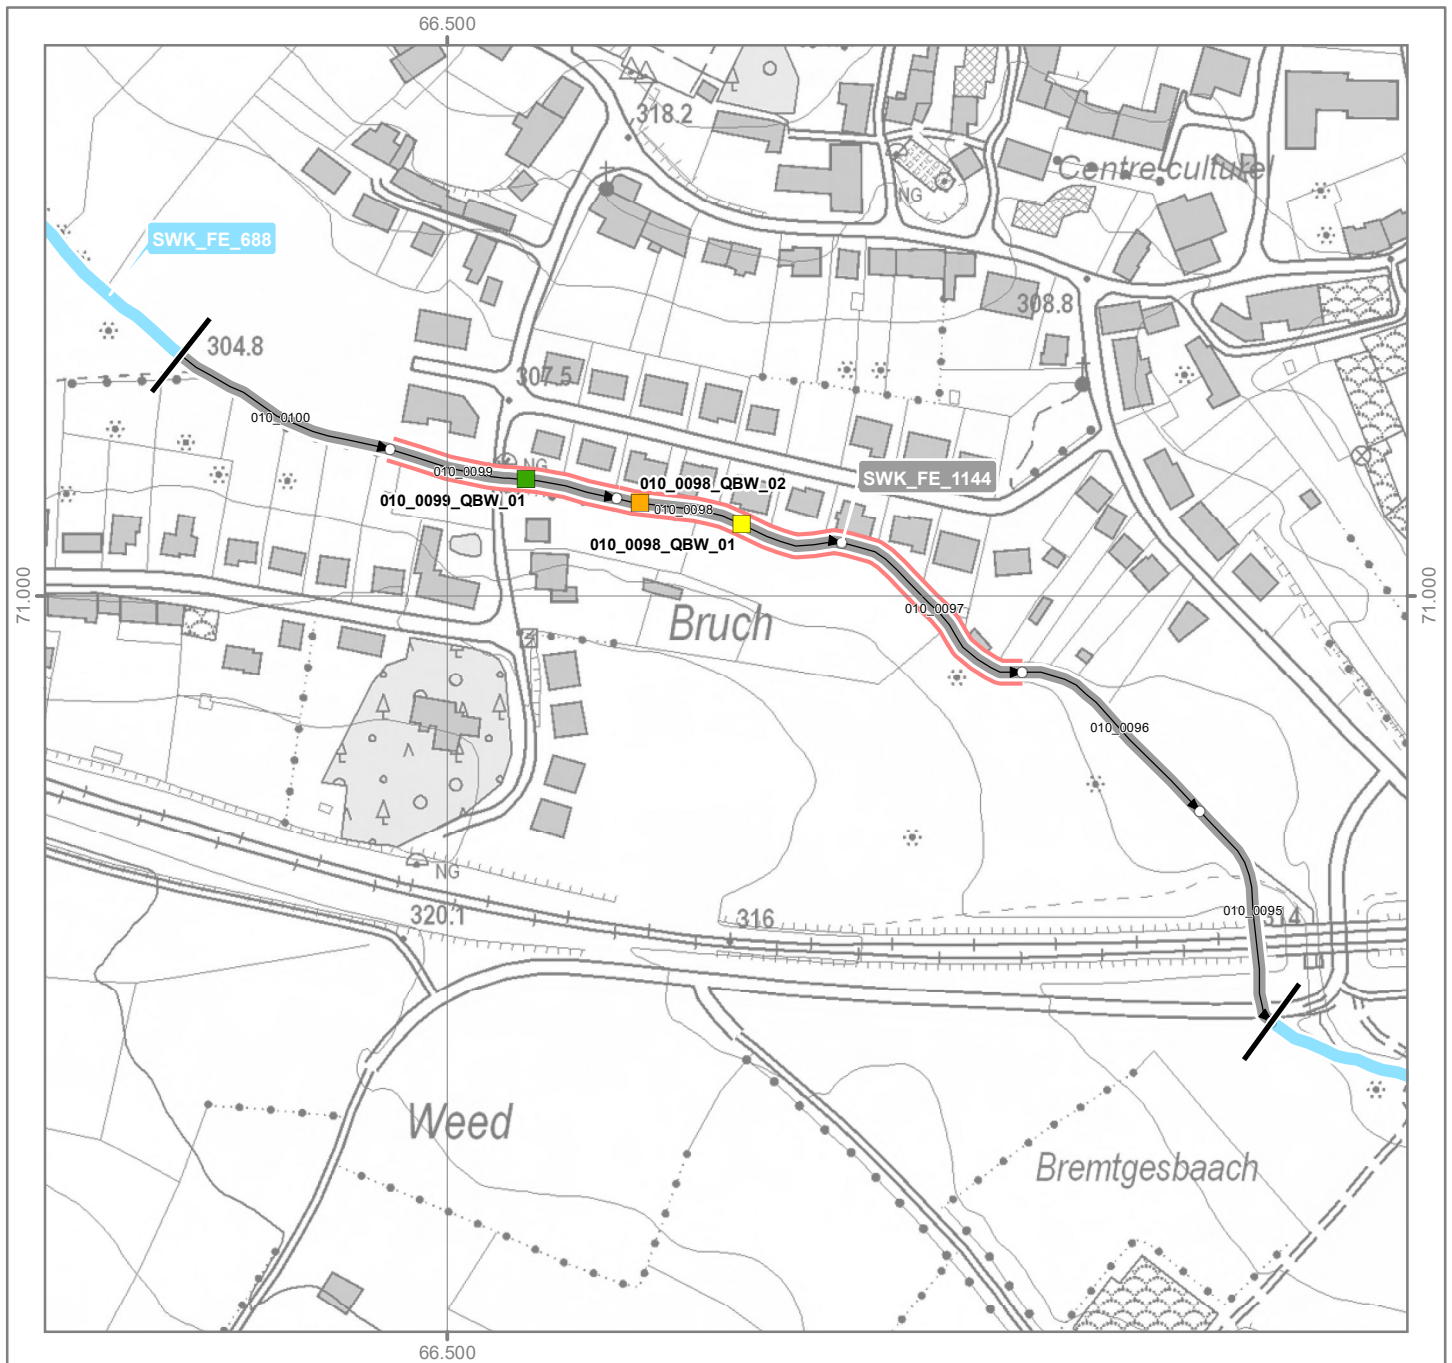 66.500
318.2
Centre culturel
NG
SWK_FE_688
308.8
304.8
307.5
010_0100
NG
010_0099
SWK_FE_1144
010_0098_QBW_02
010_0099_QBW_01
010_0098
010_0098_QBW_01
71.000
71.000
010_0097
Bruch
010_0096
NG
320.1
316
010_0095
314
Weed
Bremtgesbaach
66.500